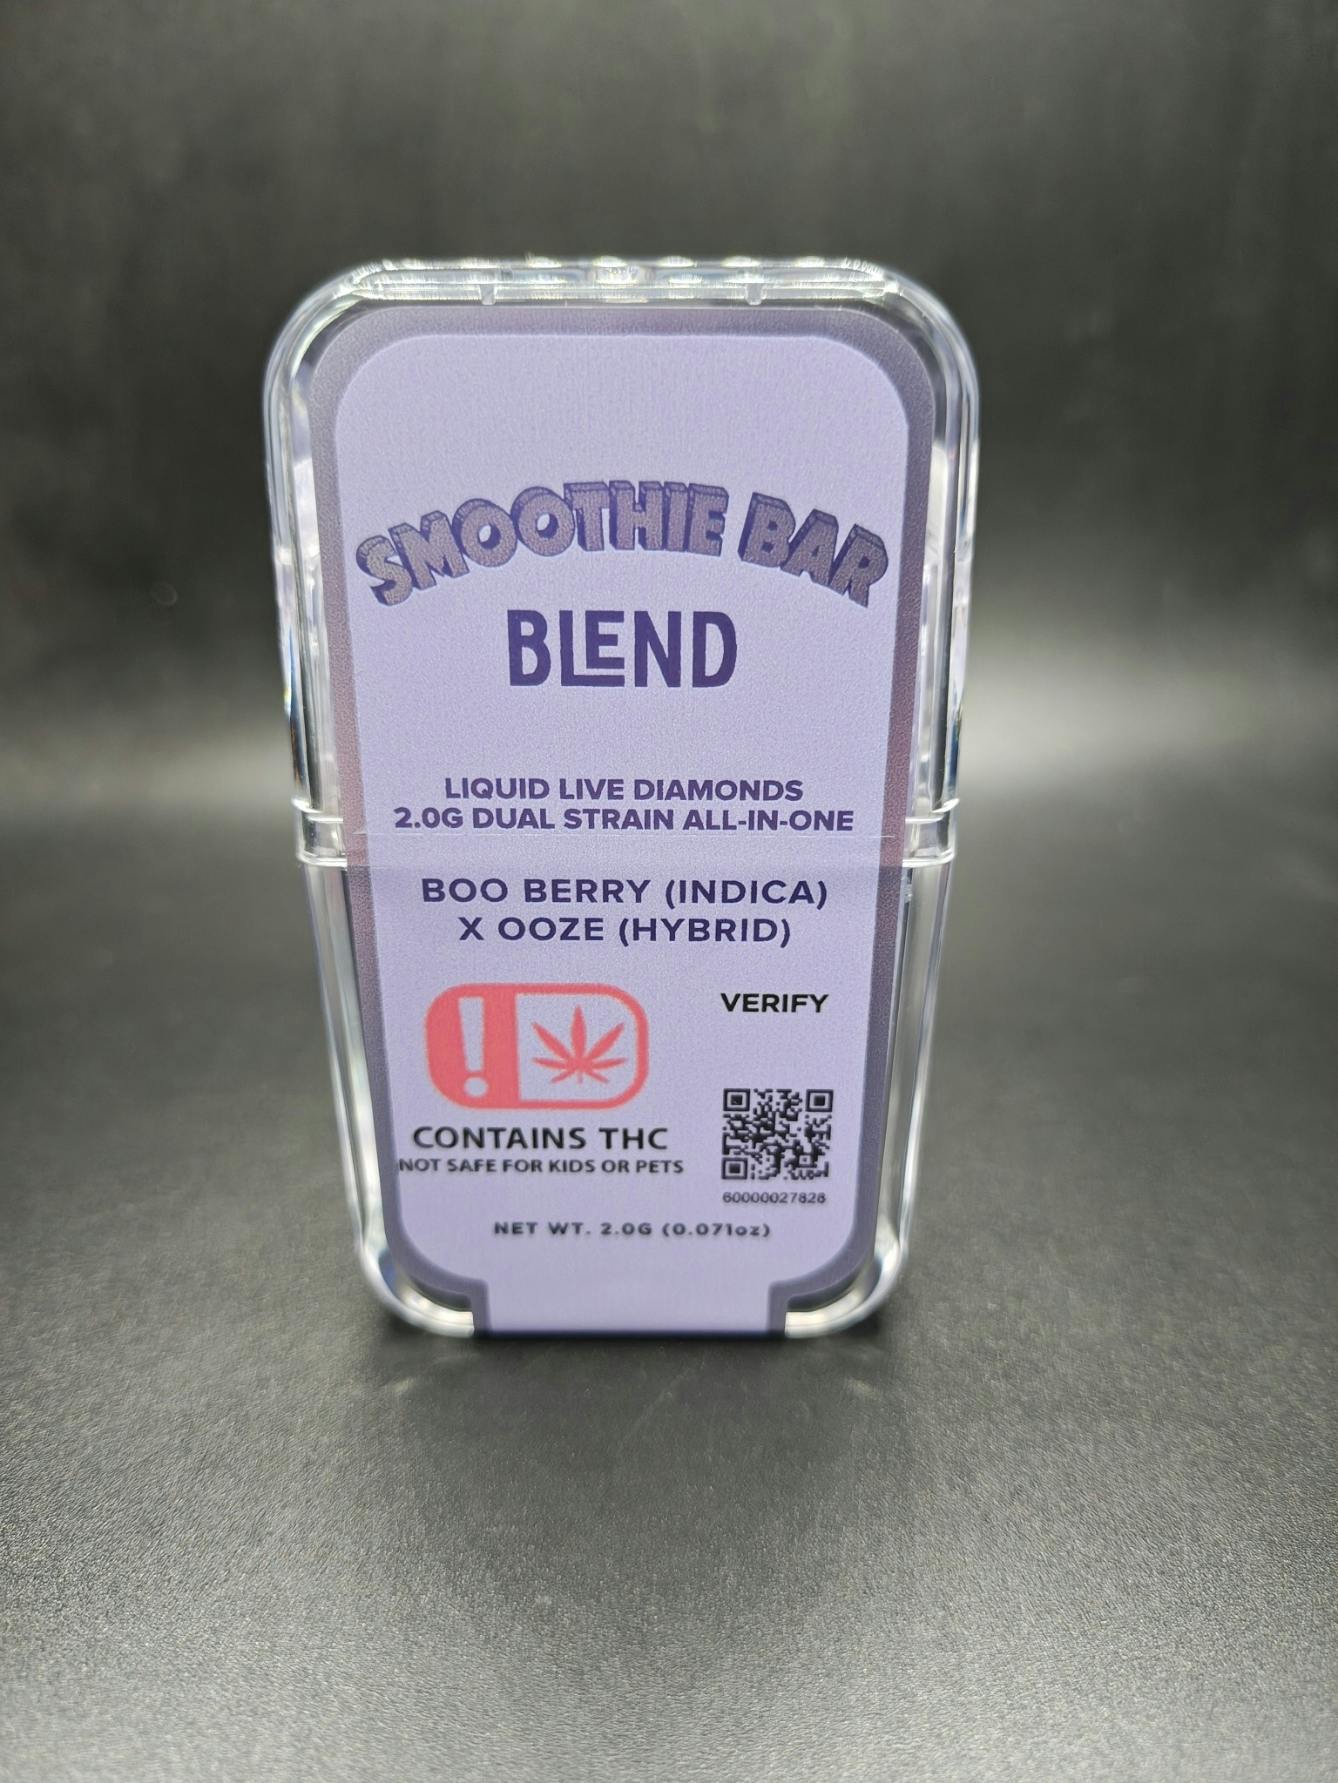 SMOOTHIE BAR
BLEND
LIQUID LIVE DIAMONDS
2.0G DUAL STRAIN ALL-IN-ONE
BOO BERRY (INDICA)
X OOZE (HYBRID)
VERIFY
CONTAINS THC
NOT SAFE FOR KIDS OR PETS
60000027828
NET WT. 2.0G (0.071oz)